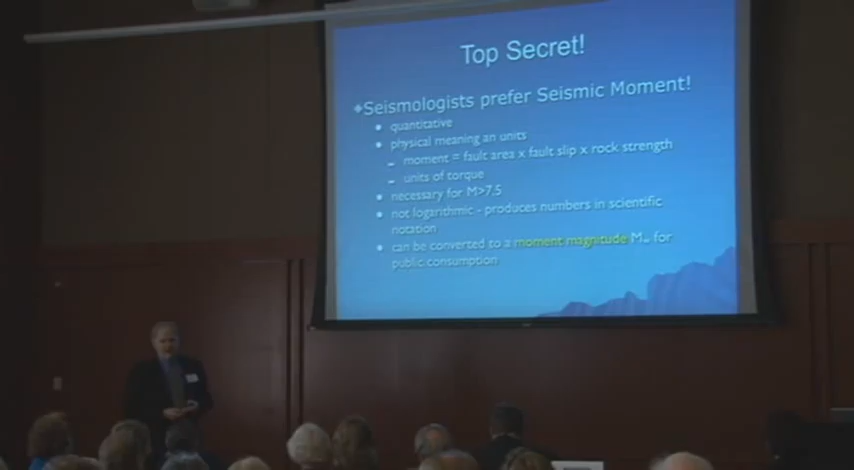 Top Secret!
Seismologists prefer Seismic Moment!
quantitative
physical meaning an units
moment = fault area x fault slip x rock strength
units of torque
necessary for M>7.5
not logarithmic - produces numbers in scientific
notation
can be converted to a moment magnitude Mw for
public consumption